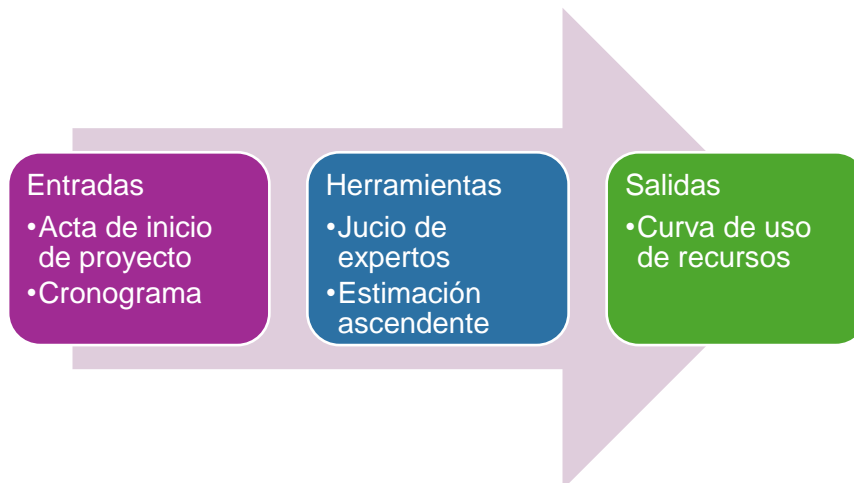 Entradas
•Acta de inicio
de proyecto
•Cronograma
Herramientas
•Jucio de
expertos
•Estimación
ascendente
Salidas
•Curva de uso
de recursos